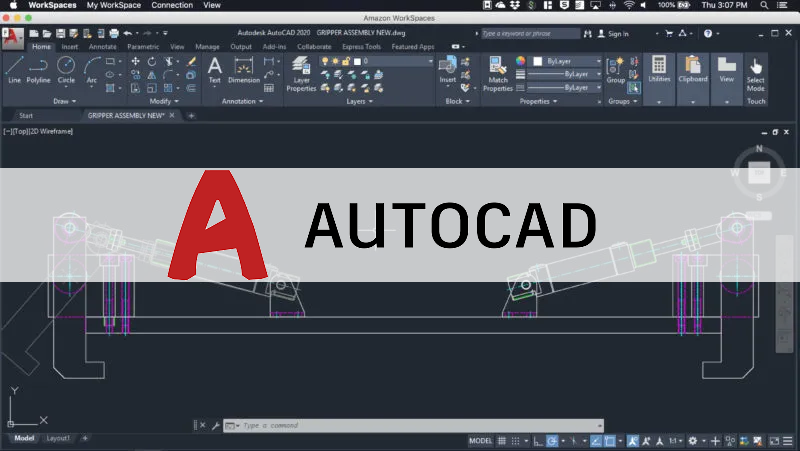 WorkSpaces My WorkSpace Connection View 100% Thu 3:07 PM
Amazon WorkSpaces
Autodesk AutoCAD 2020 GRIPPER ASSEMBLY NEW.dwg Type a keyword or phrase Sign In
Home Insert Annotate Parametric View Manage Output Add-ins Collaborate Express Tools Featured Apps
Line Polyline Circle Arc Text Dimension Layer Properties 0 Insert Match Properties ByLayer Group Utilities Clipboard View Select Mode
ByLayer
ByLayer
Draw Modify Annotation Layers Block Properties Groups Touch
Start GRIPPER ASSEMBLY NEW*
[−][Top][2D Wireframe]
N
W E
S
A AUTOCAD
Y
X
Type a command
Model Layout1 + MODEL 1:1